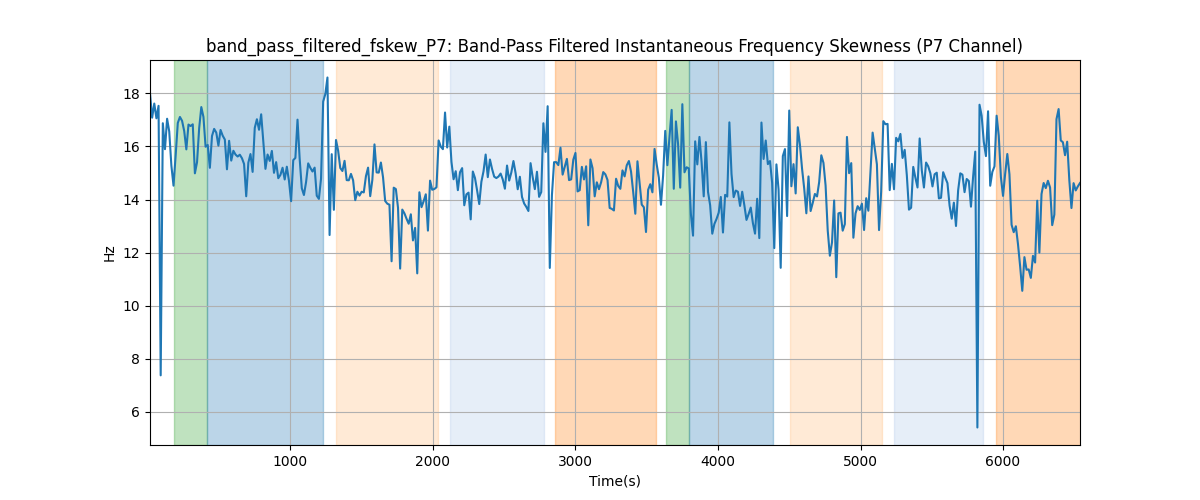 band_pass_filtered_fskew_P7: Band-Pass Filtered Instantaneous Frequency Skewness (P7 Channel)
18
16
14
12
10
8
6
Hz
1000 2000 3000 4000 5000 6000
Time(s)